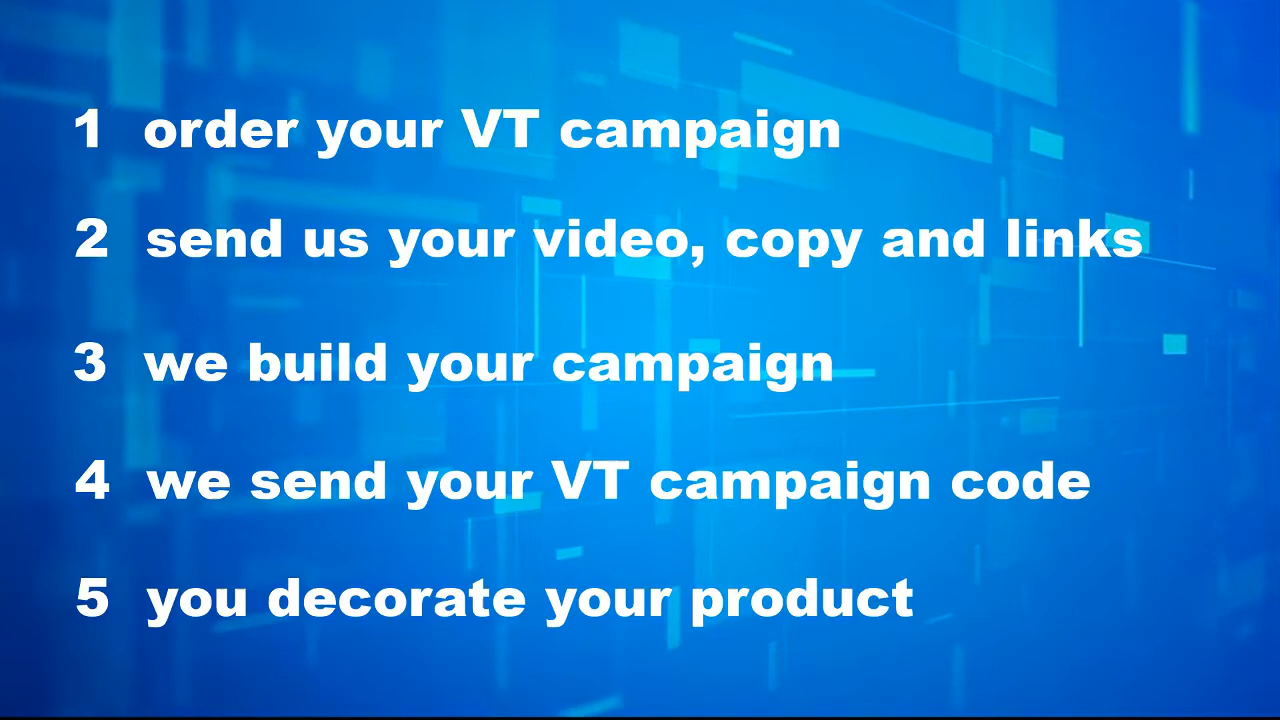 1 order your VT campaign
2 send us your video, copy and links
3 we build your campaign
4 we send your VT campaign code
5 you decorate your product